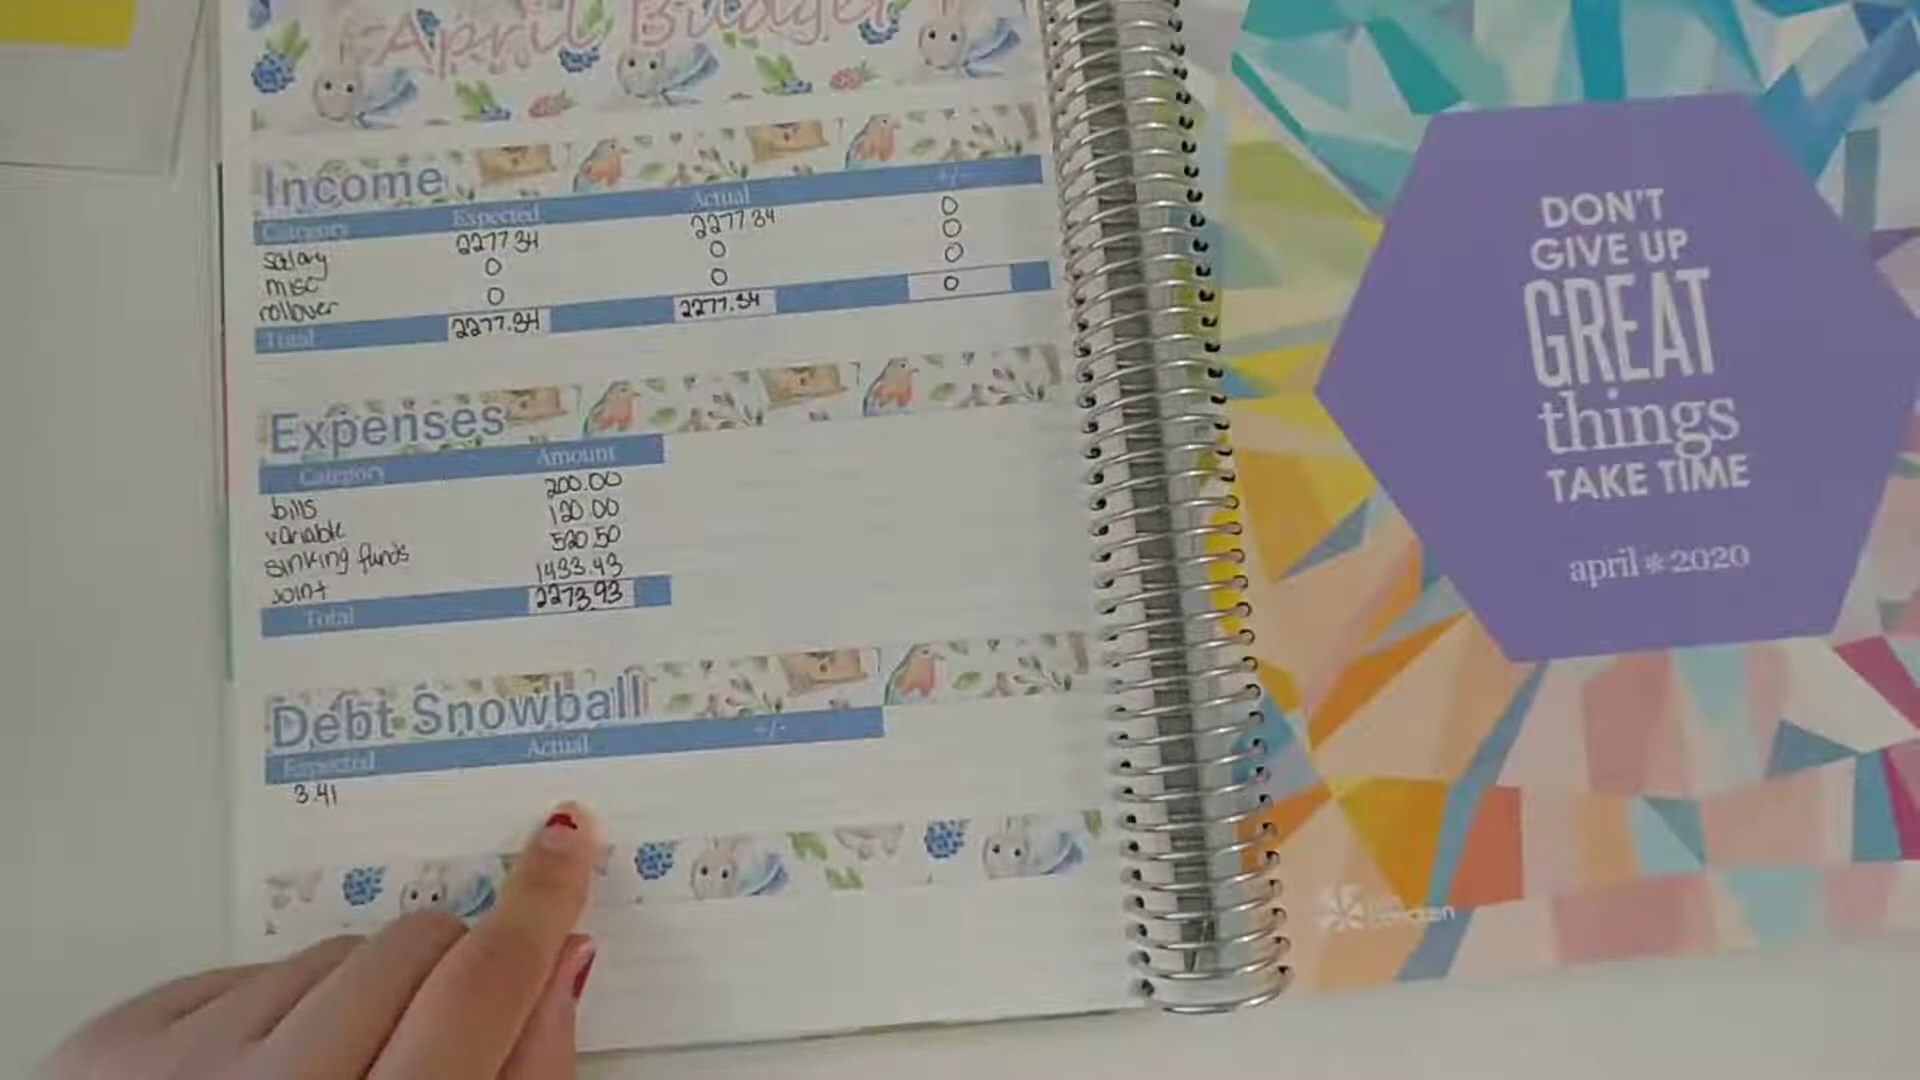 April Budget
Income
Category Expected Actual +/-
salary 2277.34 2277.34 0
misc 0 0 0
rollover 0 0 0
Total 2277.34 2277.34 0
Expenses
Category Amount
bills 200.00
variable 120.00
sinking funds 520.50
joint 1433.43
Total 2273.93
Debt Snowball
Expected Actual +/-
3.41
DON'T
GIVE UP
GREAT
things
TAKE TIME
april * 2020